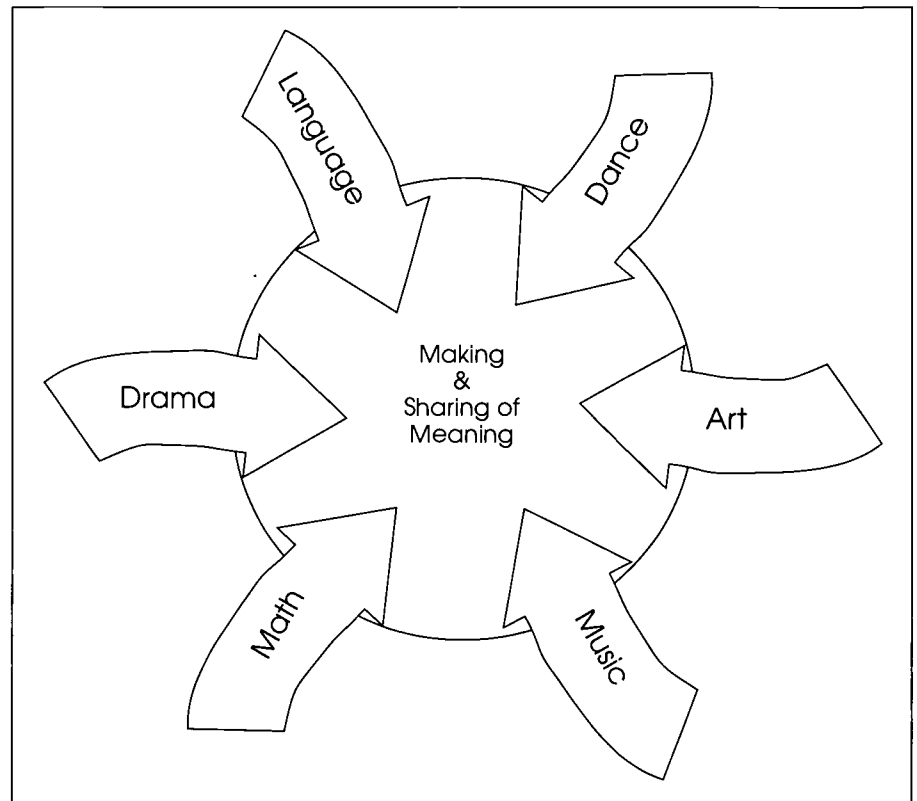 Language
Dance
Drama
Making
&
Sharing of
Meaning
Art
Math
Music